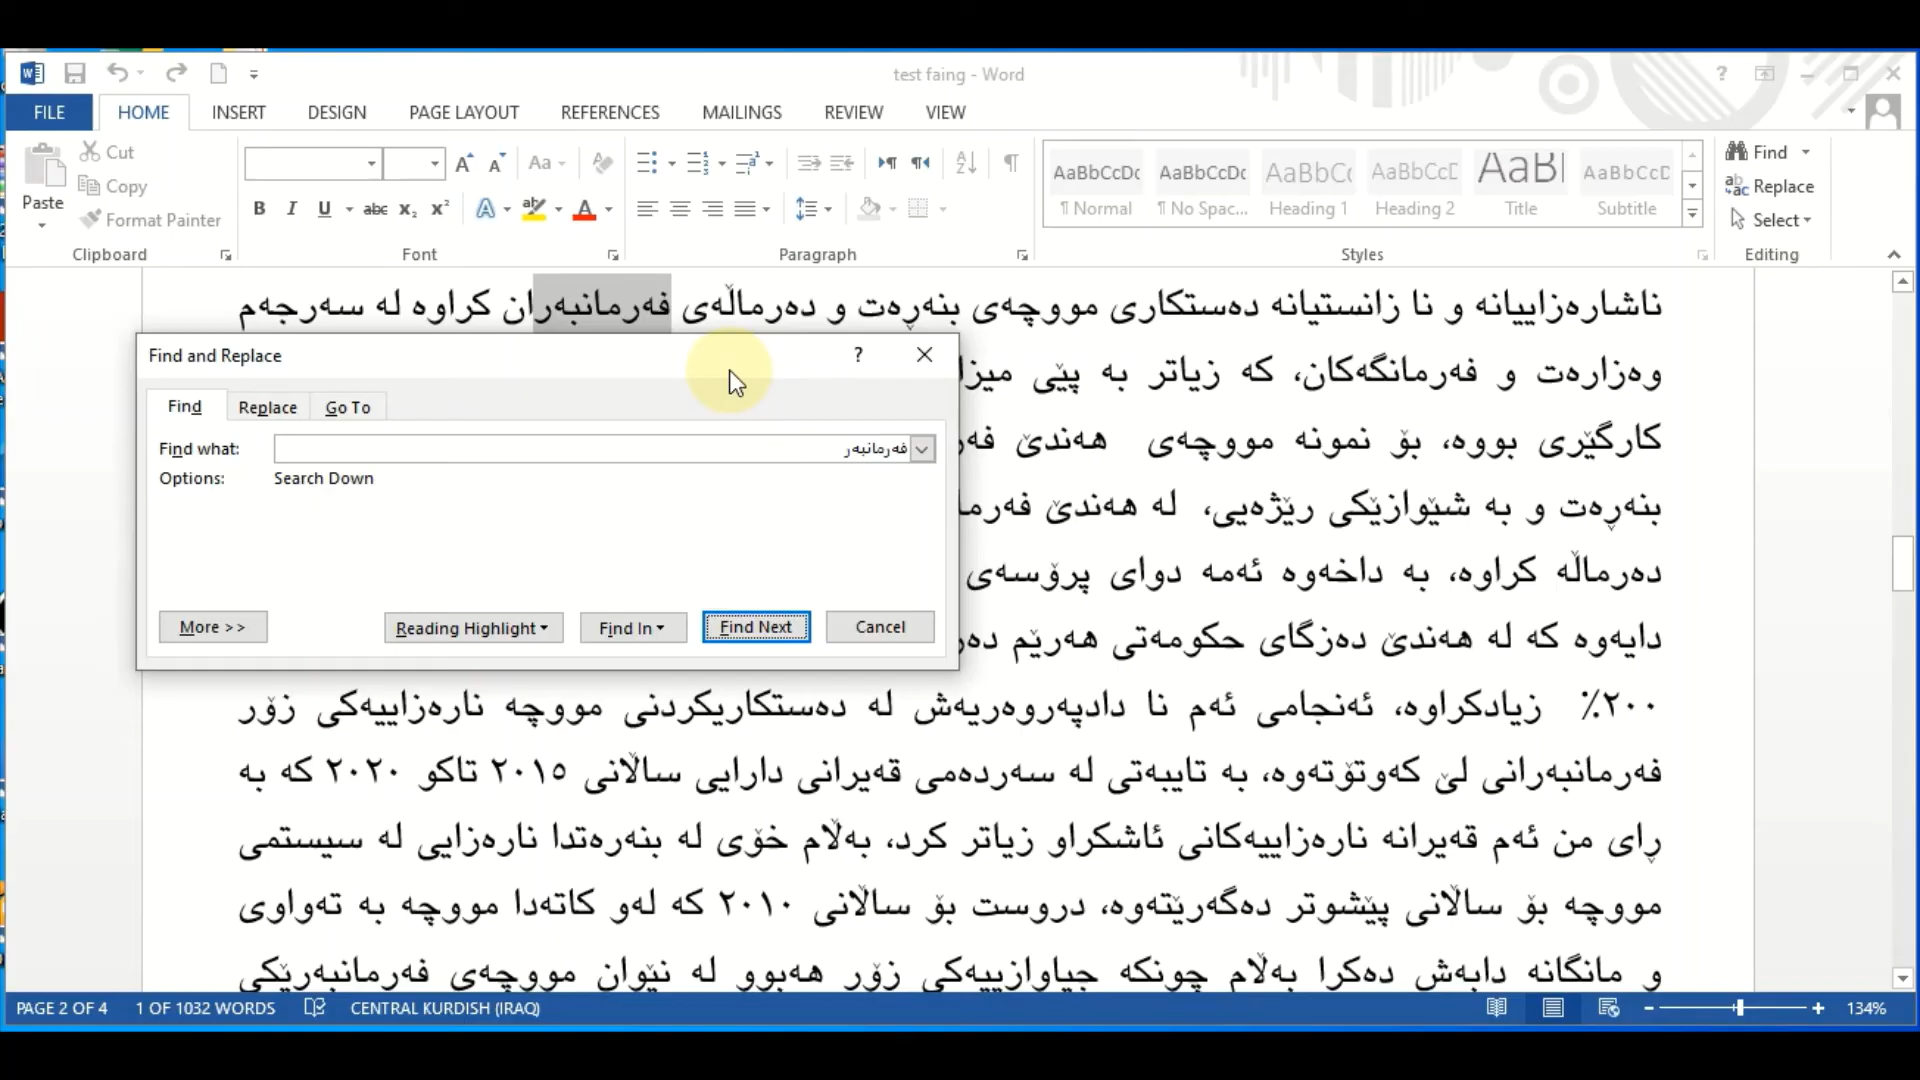 test faing - Word
FILE HOME INSERT DESIGN PAGE LAYOUT REFERENCES MAILINGS REVIEW VIEW
Paste
Cut
Copy
Format Painter
Clipboard
Font
Paragraph
AaBbCcDc AaBbCcDc AaBbCc AaBbCcD AaBl AaBbCcD
¶ Normal ¶ No Spac... Heading 1 Heading 2 Title Subtitle
Styles
Find
Replace
Select
Editing
ناشارەزاییانە و نا زانستیانە دەستکاری مووچەی بنەڕەت و دەرماڵەی فەرمانبەران کراوە لە سەرجەم
وەزارەت و فەرمانگەکان، کە زیاتر بە پێی
کارگێری بووە، بۆ نمونە مووچەی هەندێ
بنەڕەت و بە شێوازێکی رێژەیی، لە هەندێ
دەرماڵە کراوە، بە داخەوە ئەمە دوای پرۆسەی
دایەوە کە لە هەندێ دەزگای حکومەتی هەرێم
٢٠٠٪ زیادکراوە، ئەنجامی ئەم نا دادپەروەریەش لە دەستکاریکردنی مووچە نارەزاییەکی زۆر
فەرمانبەرانی لێ کەوتۆتەوە، بە تایبەتی لە سەردەمی قەیرانی دارایی ساڵانی ٢٠١٥ تاکو ٢٠٢٠ کە بە
ڕای من ئەم قەیرانە نارەزاییەکانی ئاشکراو زیاتر کرد، بەڵام خۆی لە بنەرەتدا نارەزایی لە سیستمی
مووچە بۆ ساڵانی پێشوتر دەگەرێتەوە، دروست بۆ ساڵانی ٢٠١٠ کە لەو کاتەدا مووچە بە تەواوی
و مانگانە دابەش دەکرا بەڵام چونکە جیاوازییەکی زۆر هەبوو لە نێوان مووچەی فەرمانبەرێکی
Find and Replace
Find Replace Go To
Find what: فەرمانبەر
Options: Search Down
More >> Reading Highlight Find In Find Next Cancel
PAGE 2 OF 4 1 OF 1032 WORDS CENTRAL KURDISH (IRAQ) 134%